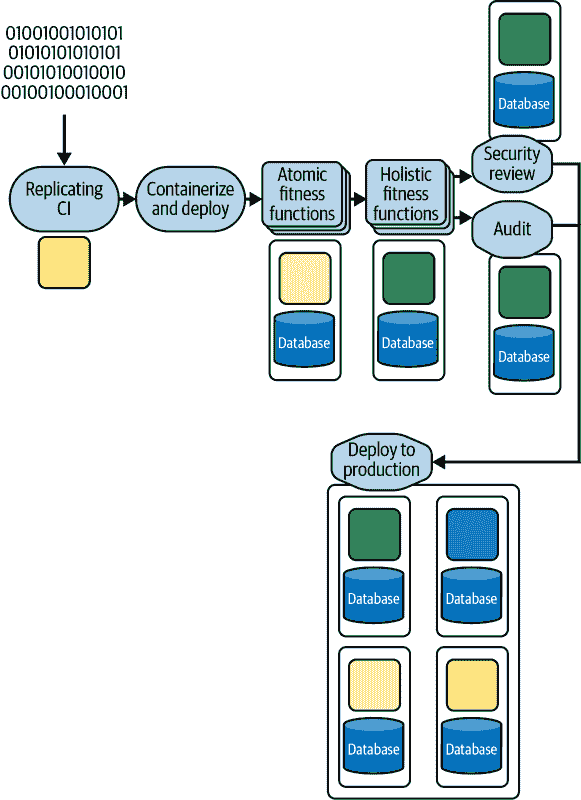 01001001010101
01010101010101
00101010010010
00100100010001
Replicating
CI
Containerize
and deploy
Atomic
fitness
functions
Holistic
fitness
functions
Database
Security
review
Audit
Database
Database
Database
Deploy to
production
Database
Database
Database
Database